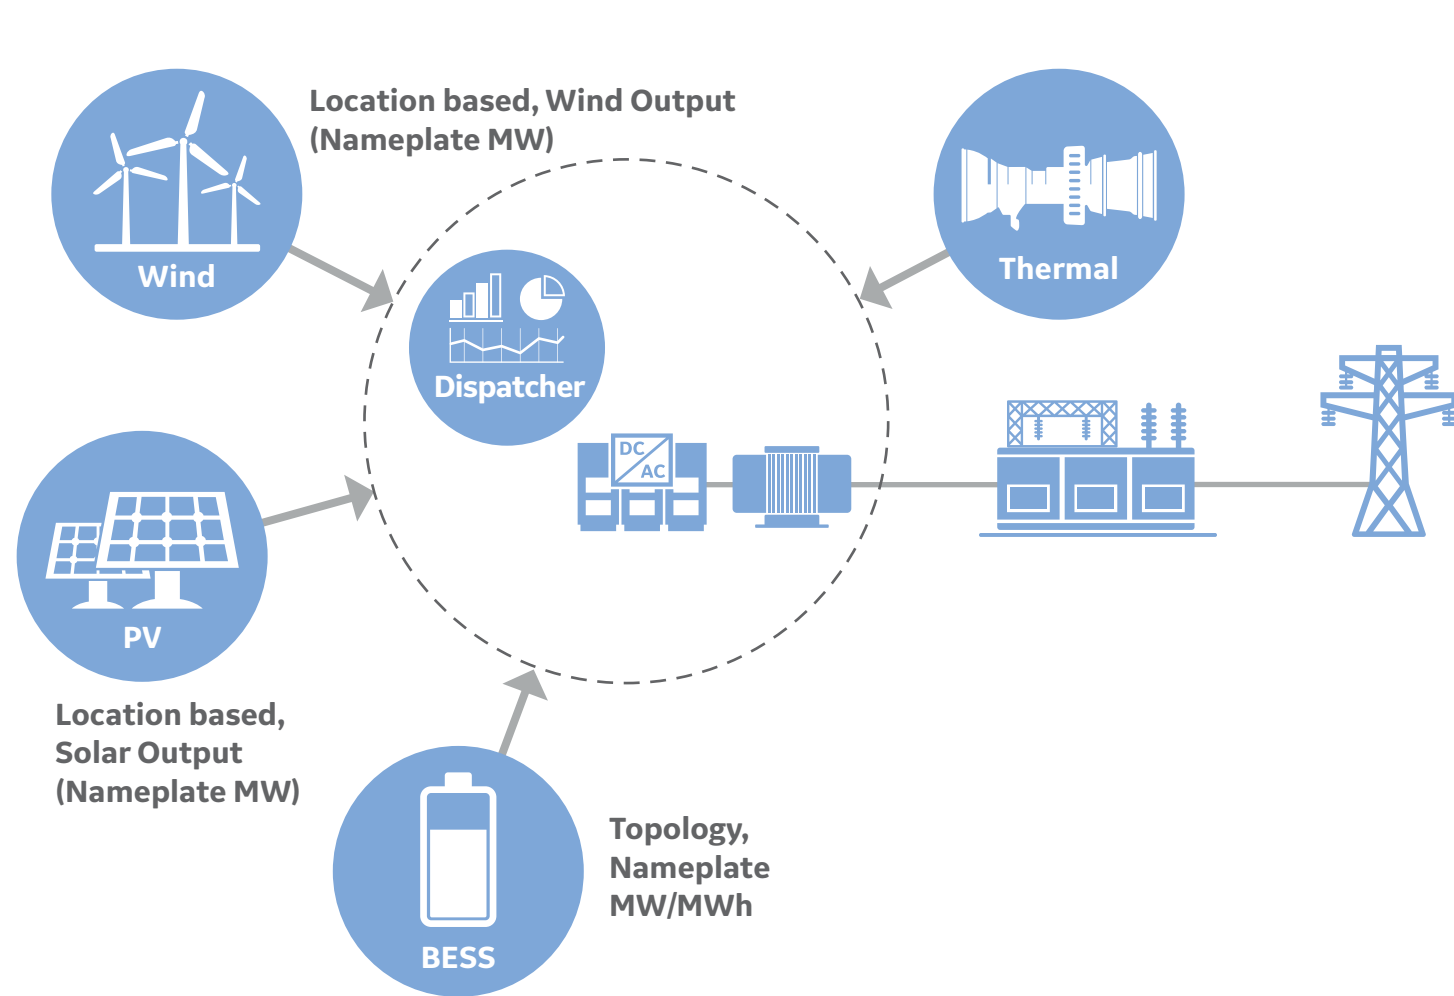 Location based, Wind Output
(Nameplate MW)
Wind
Thermal
Dispatcher
DC
AC
PV
Location based,
Solar Output
(Nameplate MW)
Topology,
Nameplate
MW/MWh
BESS